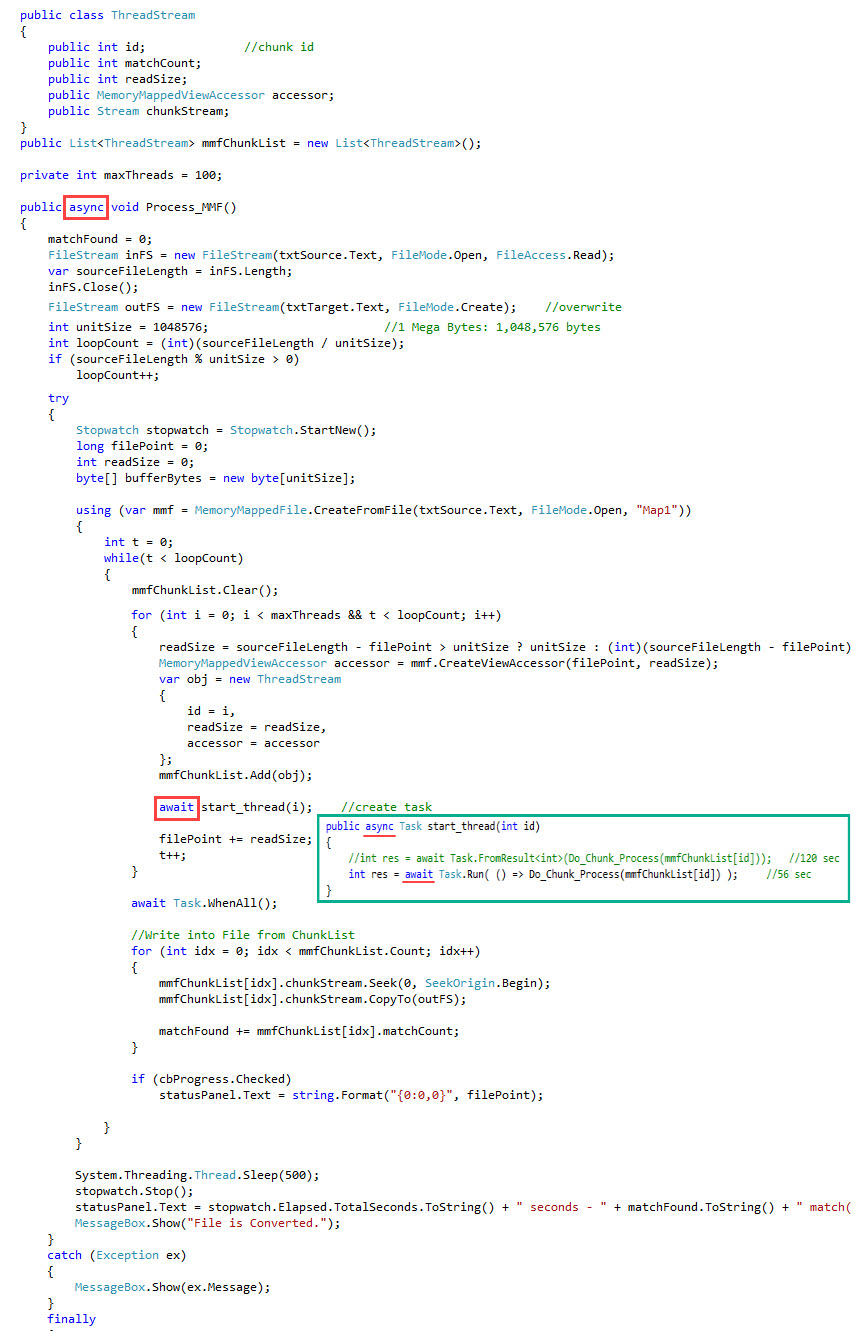 public class ThreadStream
{
    public int id;              //chunk id
    public int matchCount;
    public int readSize;
    public MemoryMappedViewAccessor accessor;
    public Stream chunkStream;
}
public List<ThreadStream> mmfChunkList = new List<ThreadStream>();
private int maxThreads = 100;
public async void Process_MMF()
{
    matchFound = 0;
    FileStream inFS = new FileStream(txtSource.Text, FileMode.Open, FileAccess.Read);
    var sourceFileLength = inFS.Length;
    inFS.Close();
    FileStream outFS = new FileStream(txtTarget.Text, FileMode.Create);    //overwrite
    int unitSize = 1048576;                         //1 Mega Bytes: 1,048,576 bytes
    int loopCount = (int)(sourceFileLength / unitSize);
    if (sourceFileLength % unitSize > 0)
        loopCount++;
    try
    {
        Stopwatch stopwatch = Stopwatch.StartNew();
        long filePoint = 0;
        int readSize = 0;
        byte[] bufferBytes = new byte[unitSize];
        using (var mmf = MemoryMappedFile.CreateFromFile(txtSource.Text, FileMode.Open, "Map1"))
        {
            int t = 0;
            while(t < loopCount)
            {
                mmfChunkList.Clear();
                for (int i = 0; i < maxThreads && t < loopCount; i++)
                {
                    readSize = sourceFileLength - filePoint > unitSize ? unitSize : (int)(sourceFileLength - filePoint)
                    MemoryMappedViewAccessor accessor = mmf.CreateViewAccessor(filePoint, readSize);
                    var obj = new ThreadStream
                    {
                        id = i,
                        readSize = readSize,
                        accessor = accessor
                    };
                    mmfChunkList.Add(obj);
                    await start_thread(i);    //create task
                    filePoint += readSize;
                    t++;
                }
public async Task start_thread(int id)
{
    //int res = await Task.FromResult<int>(Do_Chunk_Process(mmfChunkList[id]));   //120 sec
    int res = await Task.Run( () => Do_Chunk_Process(mmfChunkList[id]) );     //56 sec
}
                await Task.WhenAll();
                //Write into File from ChunkList
                for (int idx = 0; idx < mmfChunkList.Count; idx++)
                {
                    mmfChunkList[idx].chunkStream.Seek(0, SeekOrigin.Begin);
                    mmfChunkList[idx].chunkStream.CopyTo(outFS);
                    matchFound += mmfChunkList[idx].matchCount;
                }
                if (cbProgress.Checked)
                    statusPanel.Text = string.Format("{0:0,0}", filePoint);
            }
        }
        System.Threading.Thread.Sleep(500);
        stopwatch.Stop();
        statusPanel.Text = stopwatch.Elapsed.TotalSeconds.ToString() + " seconds - " + matchFound.ToString() + " match(
        MessageBox.Show("File is Converted.");
    }
    catch (Exception ex)
    {
        MessageBox.Show(ex.Message);
    }
    finally